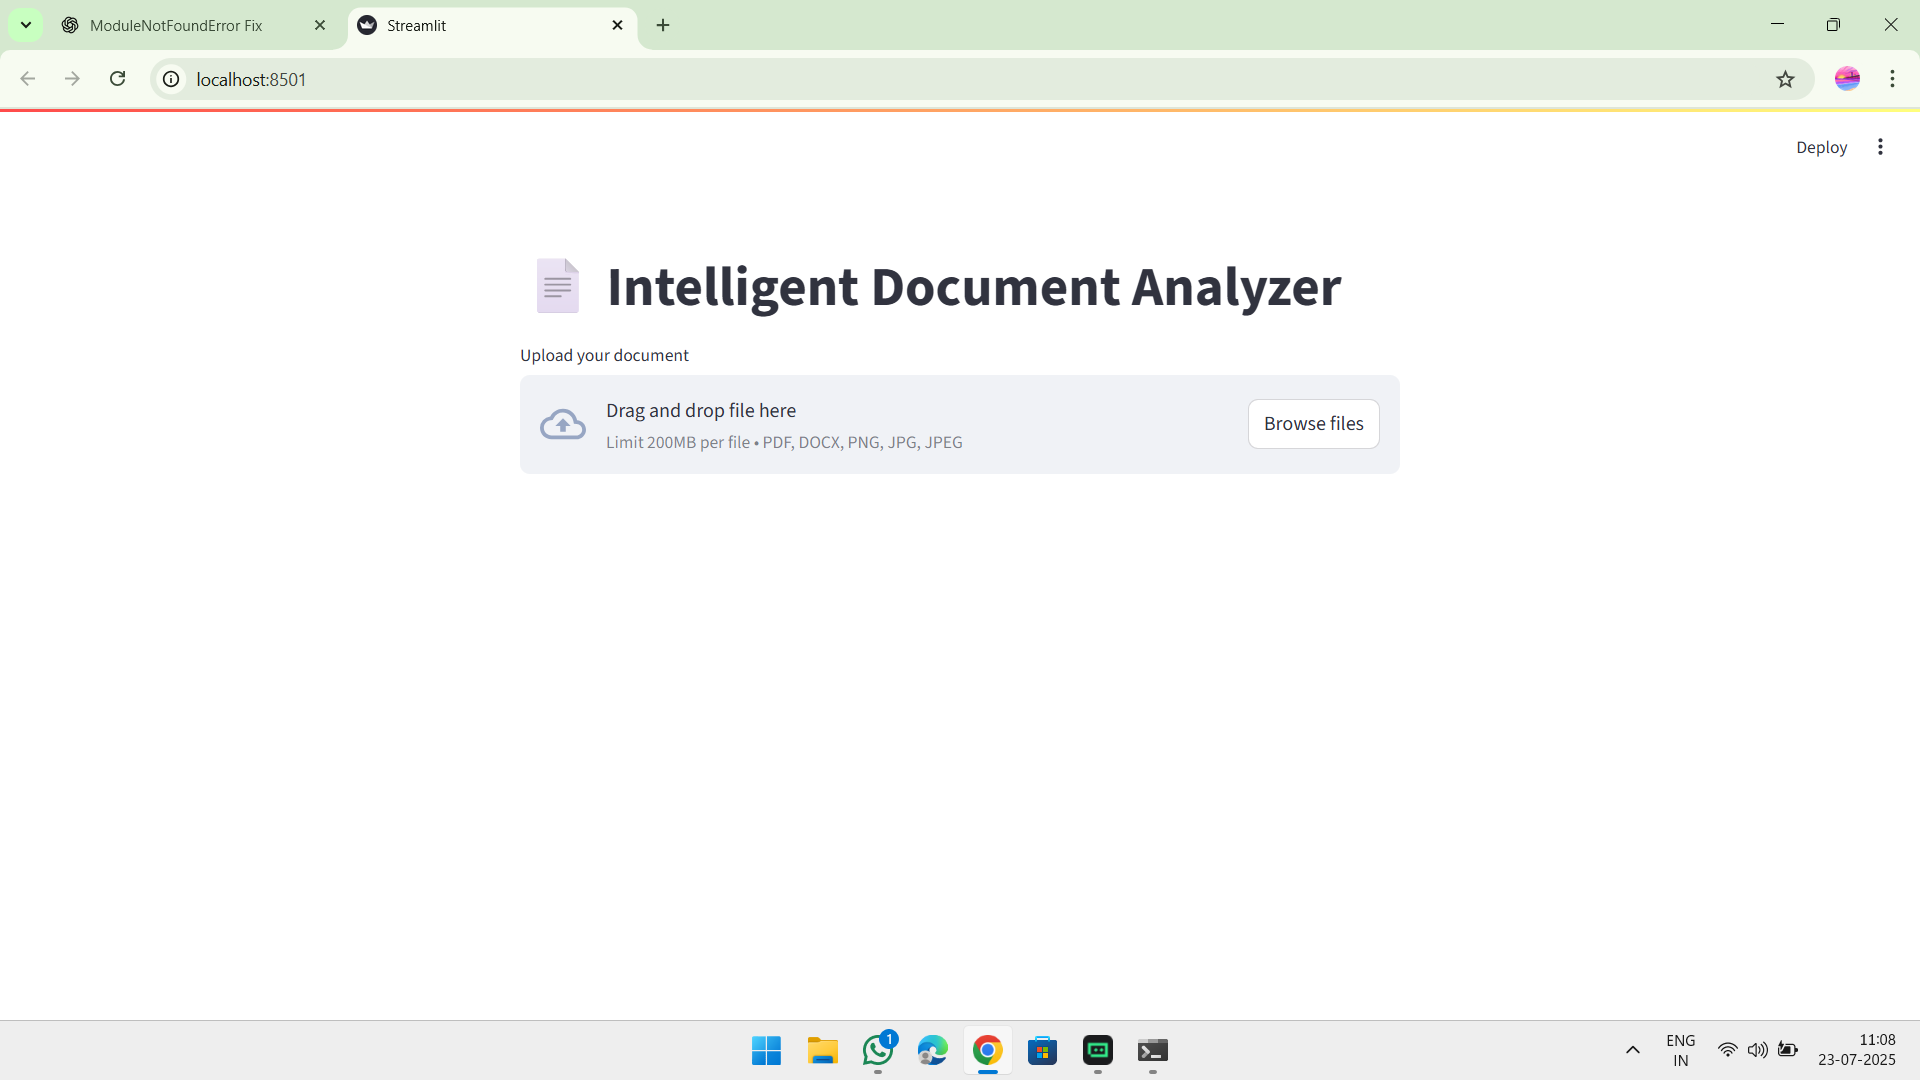 ModuleNotFoundError Fix
Streamlit
localhost:8501
Deploy
Intelligent Document Analyzer
Upload your document
Drag and drop file here
Limit 200MB per file • PDF, DOCX, PNG, JPG, JPEG
Browse files
1
ENG
IN
11:08
23-07-2025